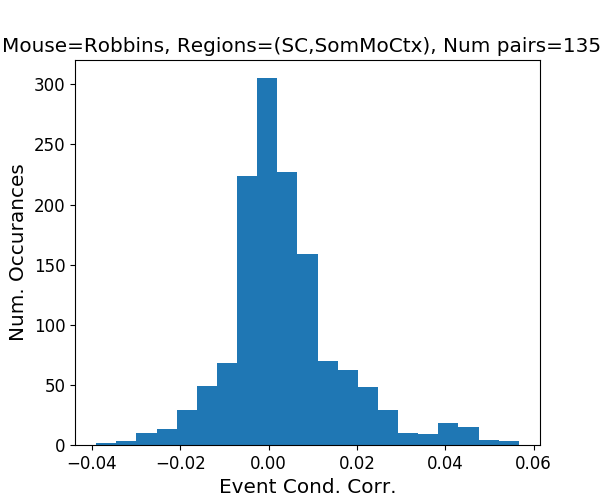 Mouse=Robbins, Regions=(SC,SomMoCtx), Num pairs=135
Num. Occurances
300
250
200
150
100
50
0
−0.04 −0.02 0.00 0.02 0.04 0.06
Event Cond. Corr.